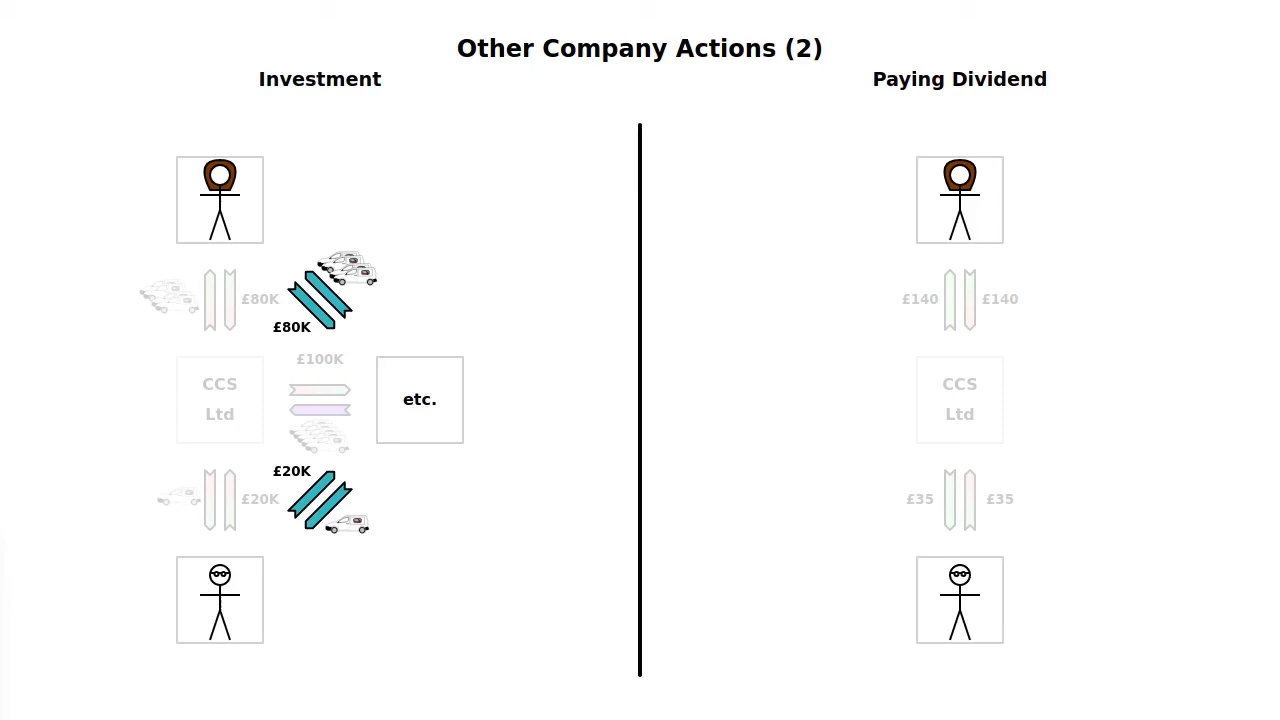 Other Company Actions (2)
Investment
Paying Dividend
£80K
£80K
£140
£140
£100K
CCS
Ltd
etc.
CCS
Ltd
£20K
£20K
£35
£35